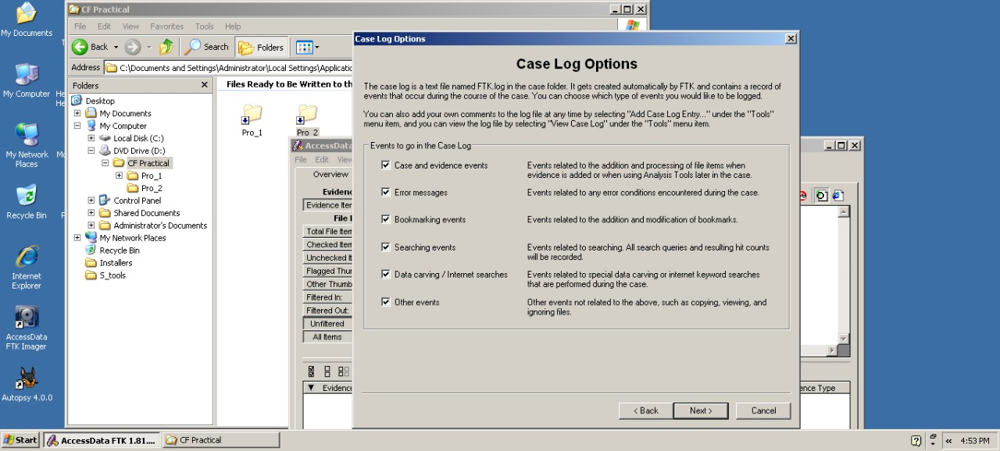 My Documents
My Computer
My Network
Places
Recycle Bin
Internet
Explorer
AccessData
FTK Imager
Autopsy 4.0.0
CF Practical
File Edit View Favorites Tools Help
Back Search Folders
Address C:\Documents and Settings\Administrator\Local Settings\Applicatio
Folders
Desktop
My Documents
My Computer
Local Disk (C:)
DVD Drive (D:)
CF Practical
Pro_1
Pro_2
Control Panel
Shared Documents
Administrator's Documents
My Network Places
Recycle Bin
Installers
S_tools
Files Ready to Be Written to th
Pro_1
Pro_2
AccessData
File Edit View
Overview
Evidenc
Evidence Item
File I
Total File Item
Checked Item
Unchecked It
Flagged Thum
Other Thumb
Filtered In:
Filtered Out:
Unfiltered
All Items
Evidence
ence Type
Case Log Options
Case Log Options
The case log is a text file named FTK.log in the case folder. It gets created automatically by FTK and contains a record of
events that occur during the course of the case. You can choose which type of events you would like to be logged.
You can also add your own comments to the log file at any time by selecting "Add Case Log Entry..." under the "Tools"
menu item, and you can view the log file by selecting "View Case Log" under the "Tools" menu item.
Events to go in the Case Log
Case and evidence events
Events related to the addition and processing of file items when
evidence is added or when using Analysis Tools later in the case.
Error messages
Events related to any error conditions encountered during the case.
Bookmarking events
Events related to the addition and modification of bookmarks.
Searching events
Events related to searching. All search queries and resulting hit counts
will be recorded.
Data carving / Internet searches
Events related to special data carving or internet keyword searches
that are performed during the case.
Other events
Other events not related to the above, such as copying, viewing, and
ignoring files.
< Back Next > Cancel
Start AccessData FTK 1.81.... CF Practical 4:53 PM